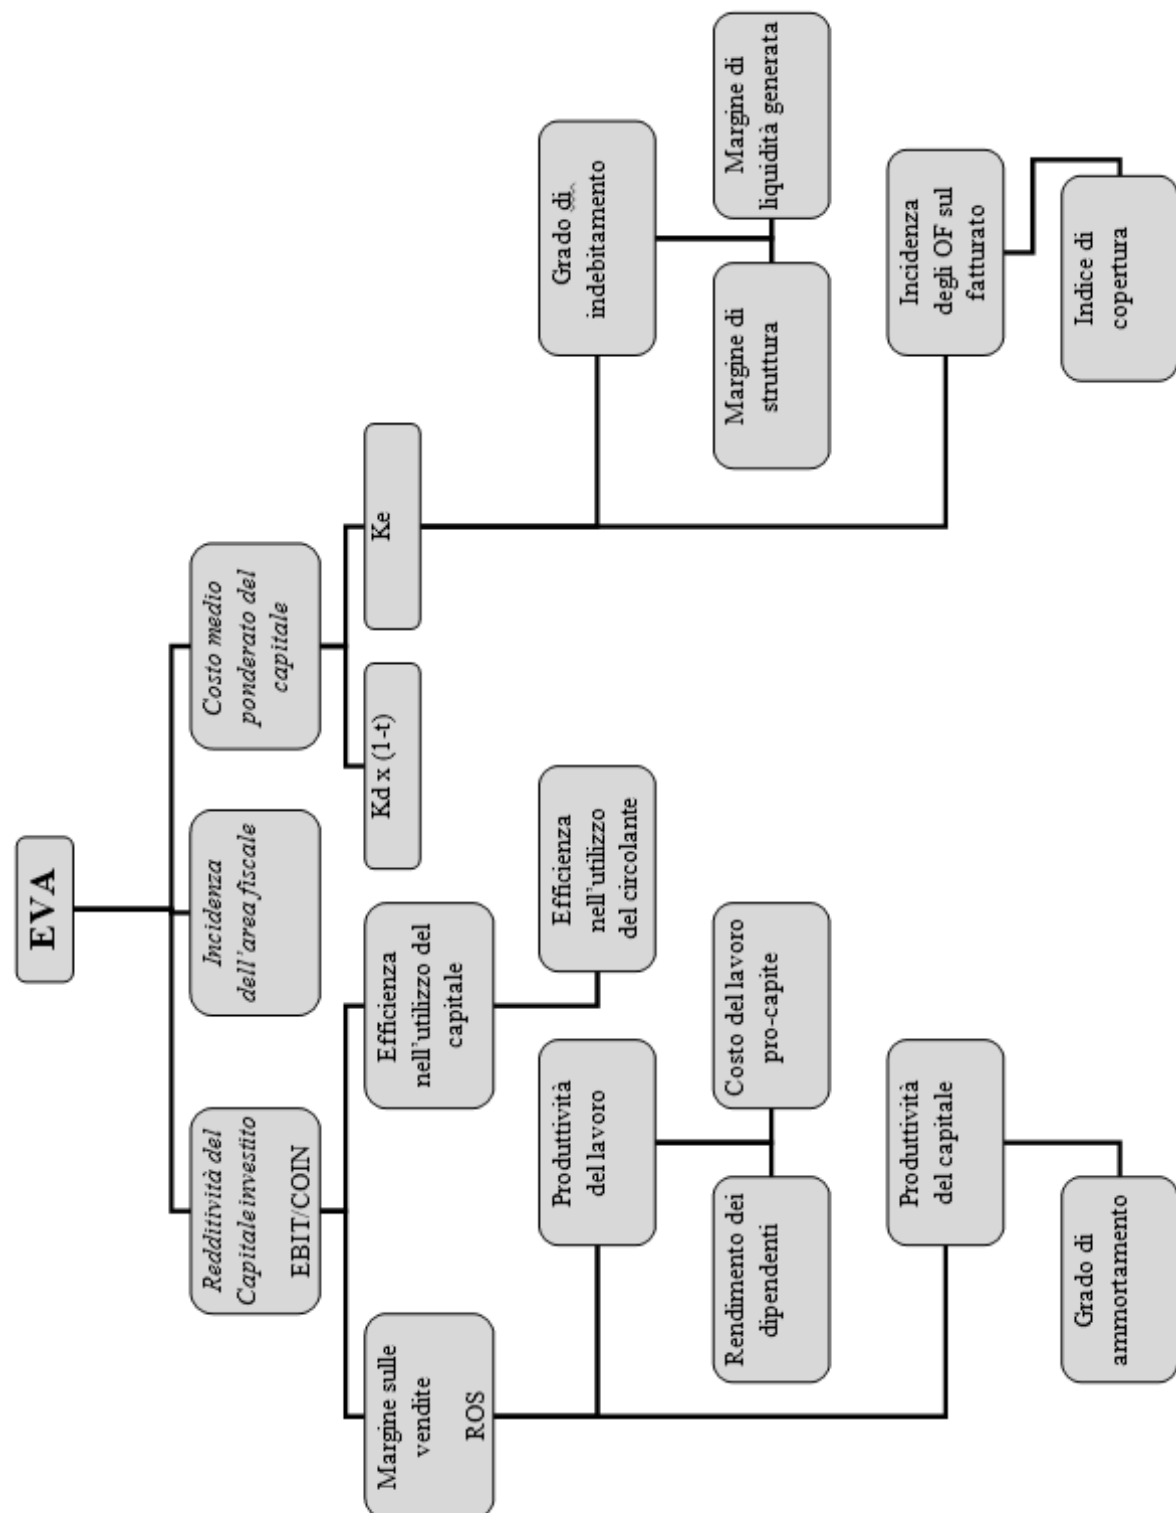 EVA
Redditività del
Capitale investito
EBIT/COIN
Incidenza
dell'area fiscale
Costo medio
ponderato del
capitale
Margine sulle
vendite
ROS
Efficienza
nell'utilizzo del
capitale
Kd x (1-t)
Ke
Produttività
del lavoro
Efficienza
nell'utilizzo
del circolante
Grado di
indebitamento
Rendimento dei
dipendenti
Costo del lavoro
pro-capite
Margine di
struttura
Margine di
liquidità generata
Produttività
del capitale
Incidenza
degli OF sul
fatturato
Grado di
ammortamento
Indice di
copertura